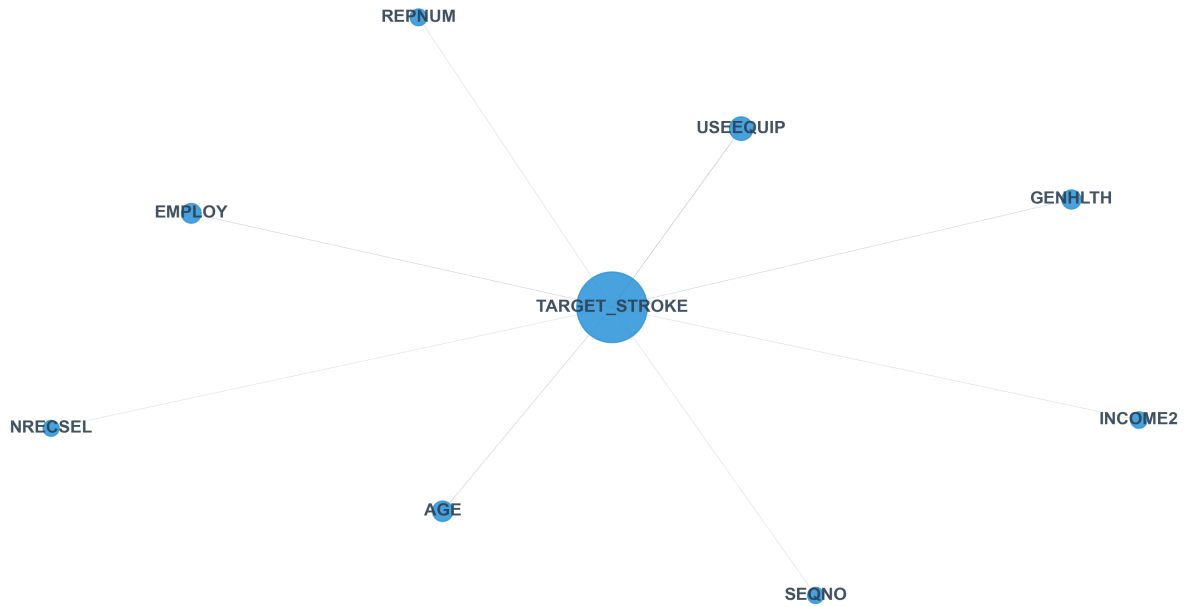 REPNUM
USEEQUIP
GENHLTH
EMPLOY
TARGET_STROKE
INCOME2
NRECSEL
AGE
SEQNO